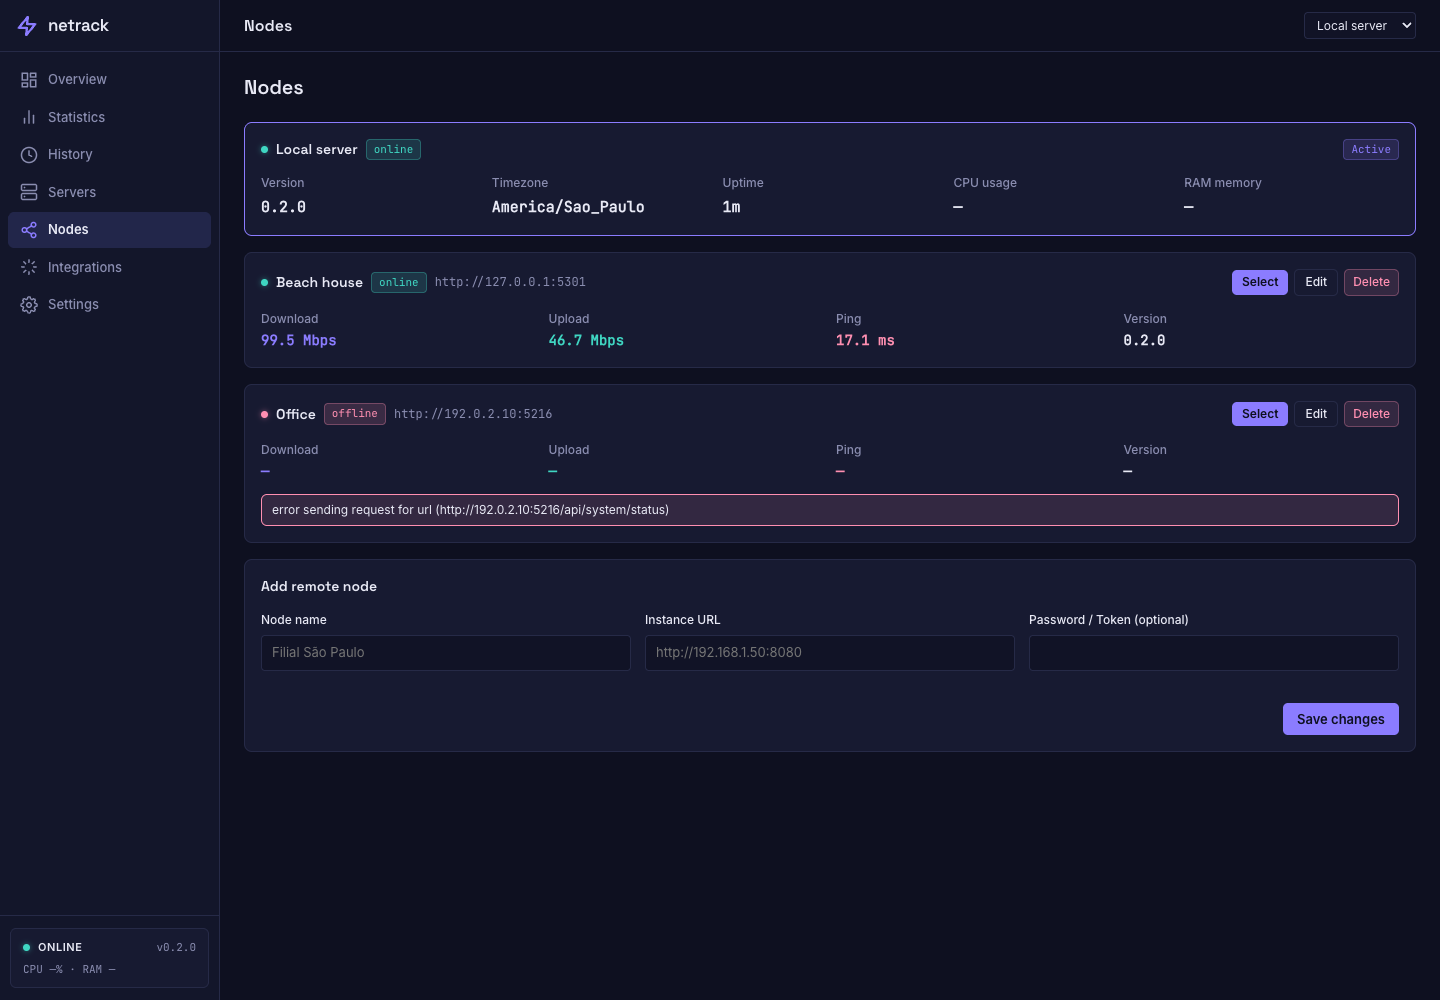 netrack
Nodes
Local server
Overview
Statistics
History
Servers
Nodes
Integrations
Settings
Nodes
Local server online Active
Version Timezone Uptime CPU usage RAM memory
0.2.0 America/Sao_Paulo 1m — —
Beach house online http://127.0.0.1:5301 Select Edit Delete
Download Upload Ping Version
99.5 Mbps 46.7 Mbps 17.1 ms 0.2.0
Office offline http://192.0.2.10:5216 Select Edit Delete
Download Upload Ping Version
— — — —
error sending request for url (http://192.0.2.10:5216/api/system/status)
Add remote node
Node name Instance URL Password / Token (optional)
Filial São Paulo http://192.168.1.50:8080
Save changes
ONLINE v0.2.0
CPU —% · RAM —